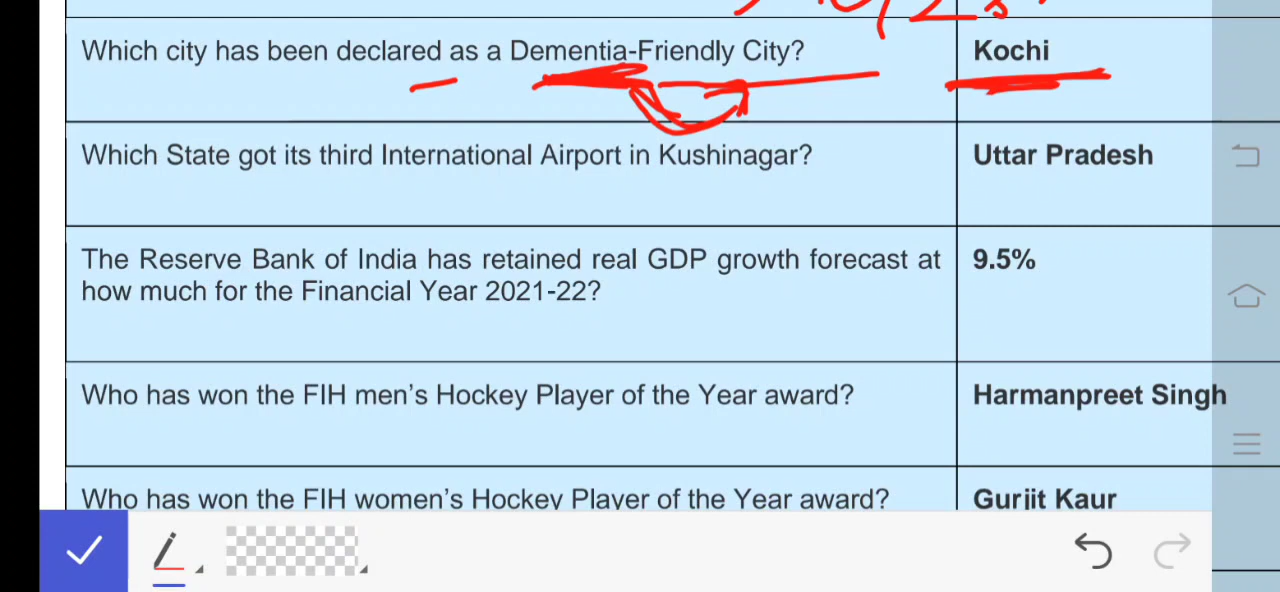 Which city has been declared as a Dementia-Friendly City?
Kochi
Which State got its third International Airport in Kushinagar?
Uttar Pradesh
The Reserve Bank of India has retained real GDP growth forecast at
9.5%
how much for the Financial Year 2021-22?
Who has won the FIH men's Hockey Player of the Year award?
Harmanpreet Singh
Who has won the FIH women's Hockey Player of the Year award?
Gurjit Kaur